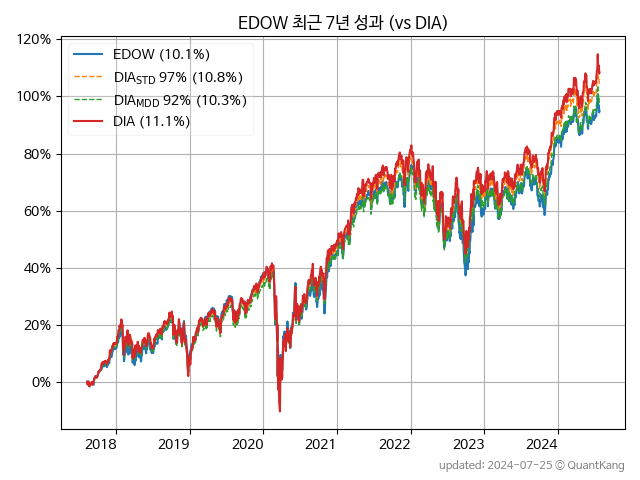 EDOW 최근 7년 성과 (vs DIA)
120%
100%
80%
60%
40%
20%
0%
EDOW (10.1%)
DIASTD 97% (10.8%)
DIAMDD 92% (10.3%)
DIA (11.1%)
2018 2019 2020 2021 2022 2023 2024
updated: 2024-07-25 © QuantKang